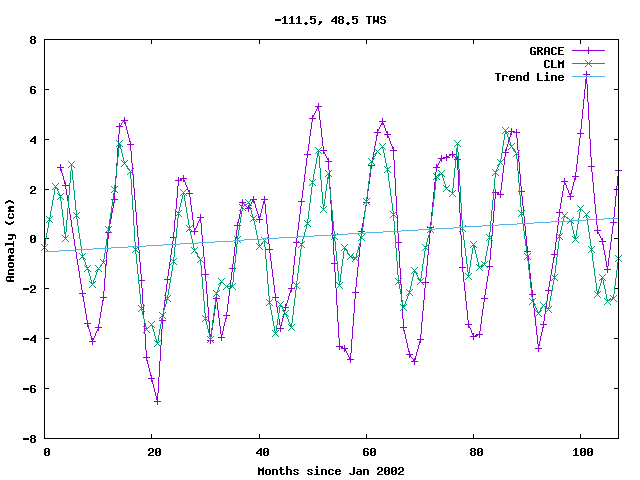 -111.5, 48.5 TWS
GRACE
CLM
Trend Line
8
6
4
2
0
-2
-4
-6
-8
Anomaly (cm)
0 20 40 60 80 100
Months since Jan 2002